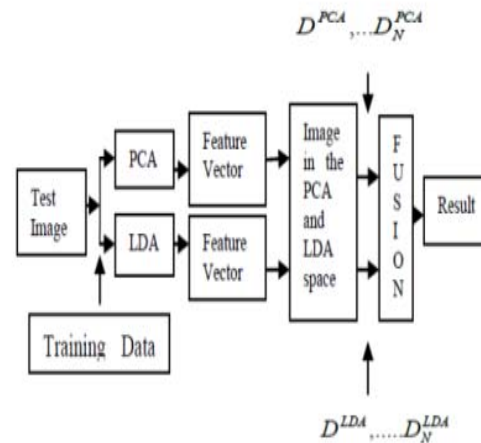 D^PCA ,...D_N^PCA
Test
Image
PCA
LDA
Feature
Vector
Feature
Vector
Image
in the
PCA
and
LDA
space
F
U
S
I
O
N
Result
Training Data
D^LDA ,.....D_N^LDA